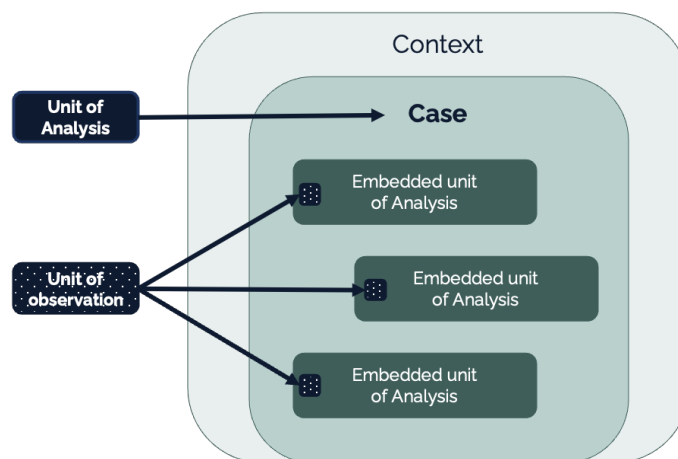 Context
Unit of
Analysis
Case
Embedded unit
of Analysis
Unit of
observation
Embedded unit
of Analysis
Embedded unit
of Analysis